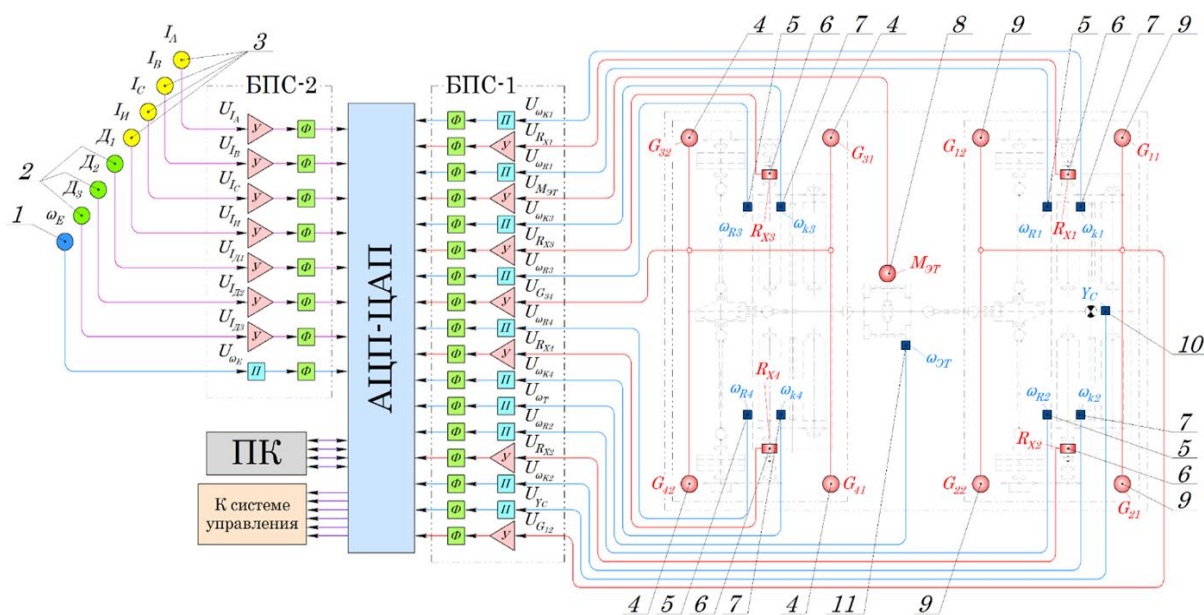 I_A
I_B
I_C
I_И
Д_1
Д_2
Д_3
ω_E
1
2
3
БПС-2
U_{I_A}
U_{I_B}
U_{I_C}
U_{I_И}
U_{I_{Д1}}
U_{I_{Д2}}
U_{I_{Д3}}
U_{ω_E}
У Ф
У Ф
У Ф
У Ф
У Ф
У Ф
У Ф
П Ф
АЦП-ЦАП
ПК
К системе
управления
БПС-1
Ф П U_{ω_{K1}}
Ф У U_{R_{X1}}
Ф П U_{ω_{R1}}
Ф У U_{M_{ЭТ}}
Ф П U_{ω_{K3}}
Ф У U_{R_{X3}}
Ф П U_{ω_{R3}}
Ф У U_{G_{34}}
Ф П U_{ω_{R4}}
Ф У U_{R_{X4}}
Ф П U_{ω_{K4}}
Ф П U_{ω_T}
Ф П U_{ω_{R2}}
Ф У U_{R_{X2}}
Ф П U_{ω_{K2}}
Ф П U_{Y_C}
Ф У U_{G_{12}}
4 5 6 7 4 8 9 5 6 7 9
G_{32} G_{31} G_{12} G_{11}
ω_{R3} R_{X3} ω_{k3} ω_{R1} R_{X1} ω_{k1}
M_{ЭТ}
Y_C
10
ω_{ЭТ}
R_{X4}
ω_{R4} ω_{k4} ω_{R2} ω_{k2}
7
5
R_{X2}
6
G_{42} G_{41} G_{22} G_{21}
9
4 5 6 7 4 11 9